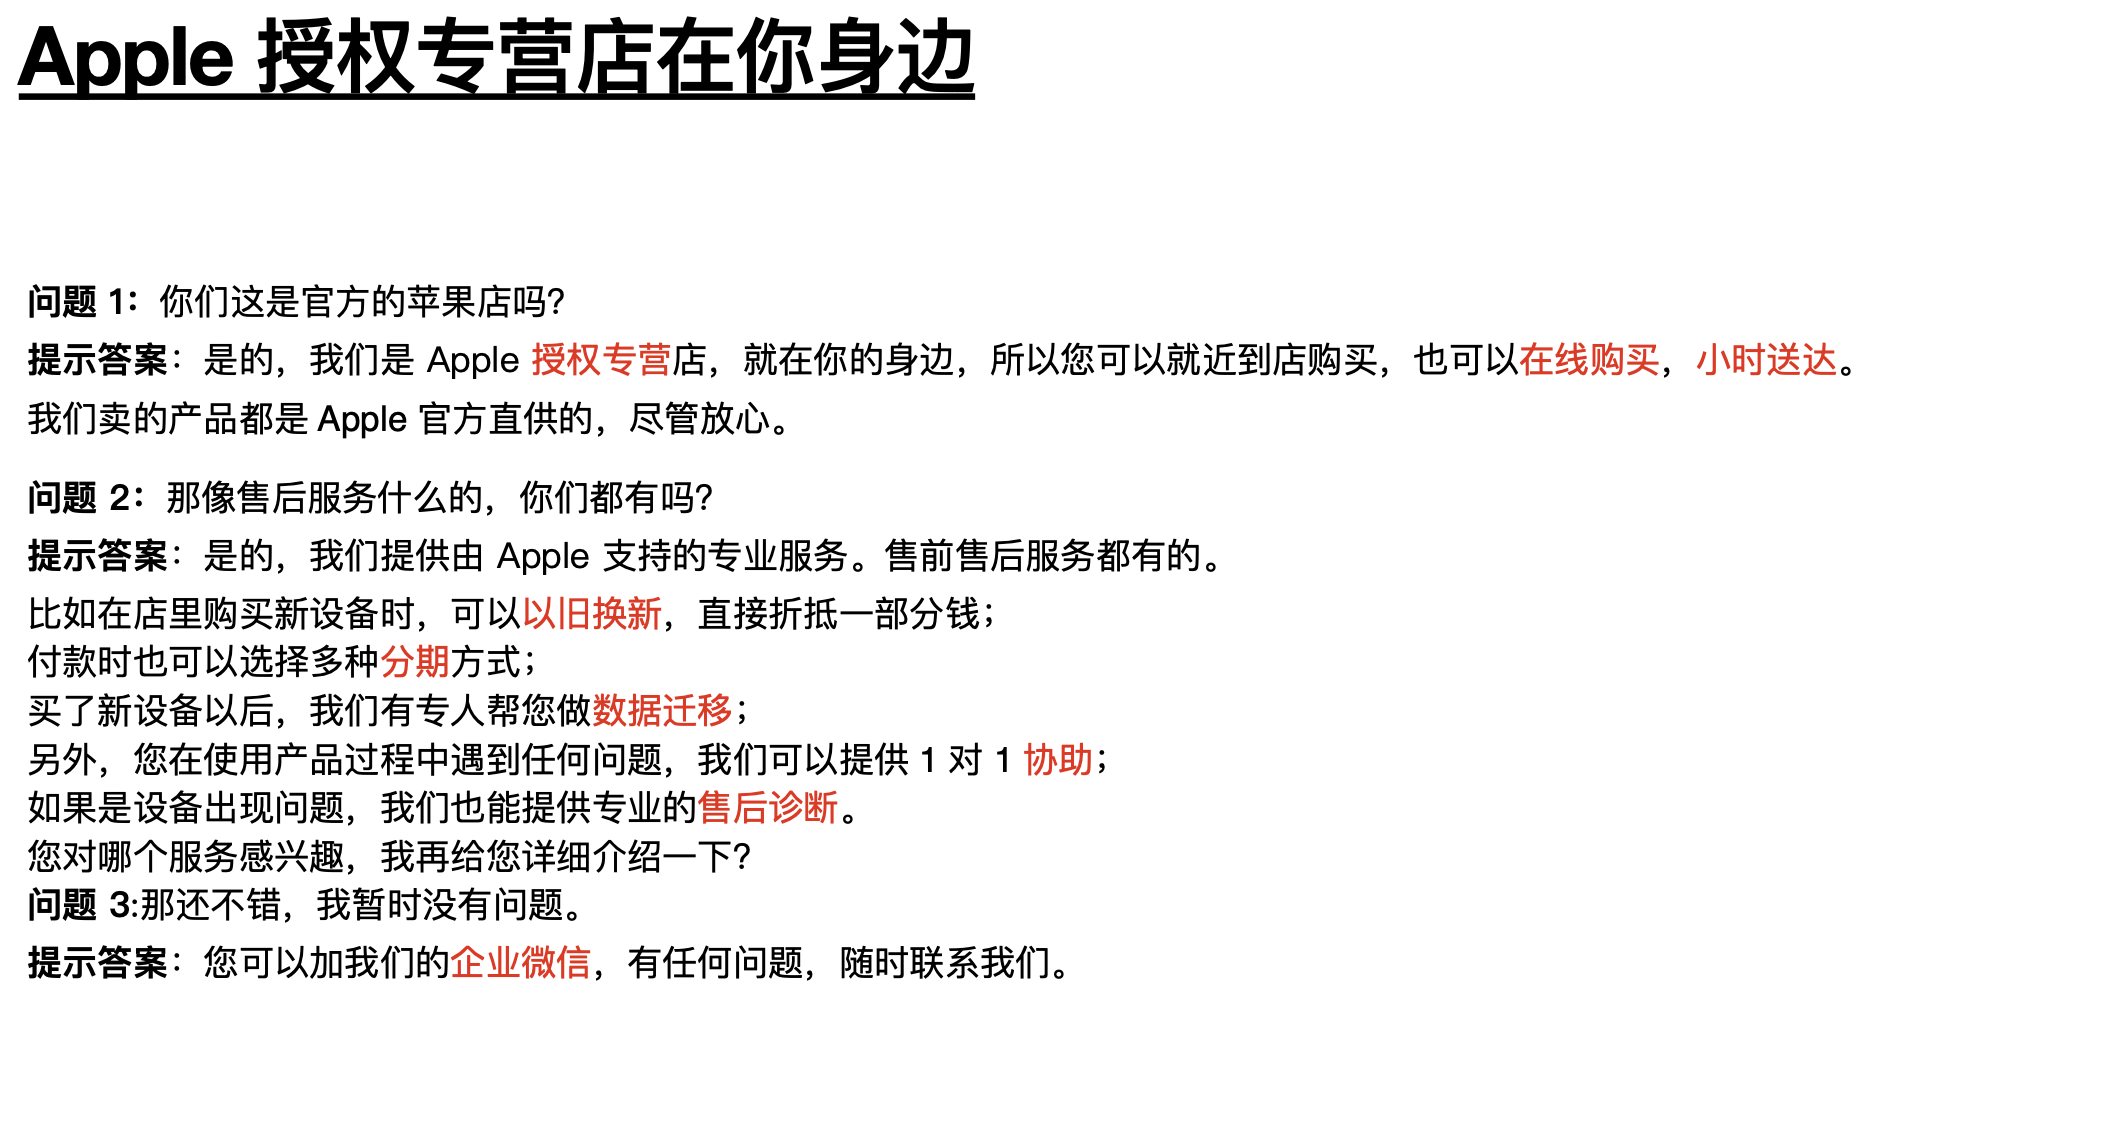 Apple 授权专营店在你身边
问题 1：你们这是官方的苹果店吗？
提示答案：是的，我们是 Apple 授权专营店，就在你的身边，所以您可以就近到店购买，也可以在线购买，小时送达。
我们卖的产品都是 Apple 官方直供的，尽管放心。
问题 2：那像售后服务什么的，你们都有吗？
提示答案：是的，我们提供由 Apple 支持的专业服务。售前售后服务都有的。
比如在店里购买新设备时，可以以旧换新，直接折抵一部分钱；
付款时也可以选择多种分期方式；
买了新设备以后，我们有专人帮您做数据迁移；
另外，您在使用产品过程中遇到任何问题，我们可以提供 1 对 1 协助；
如果是设备出现问题，我们也能提供专业的售后诊断。
您对哪个服务感兴趣，我再给您详细介绍一下？
问题 3:那还不错，我暂时没有问题。
提示答案：您可以加我们的企业微信，有任何问题，随时联系我们。